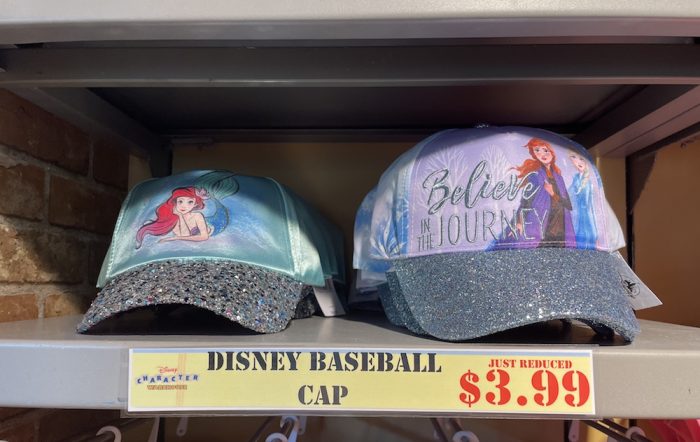 Believe
IN
THE JOURNEY
Disney
CHARACTER
WAREHOUSE
DISNEY BASEBALL
CAP
JUST REDUCED
$3.99